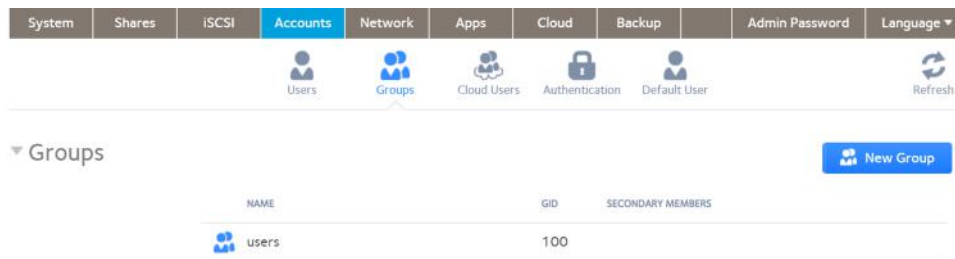 System Shares iSCSI Accounts Network Apps Cloud Backup Admin Password Language
Users Groups Cloud Users Authentication Default User Refresh
Groups New Group
NAME GID SECONDARY MEMBERS
users 100